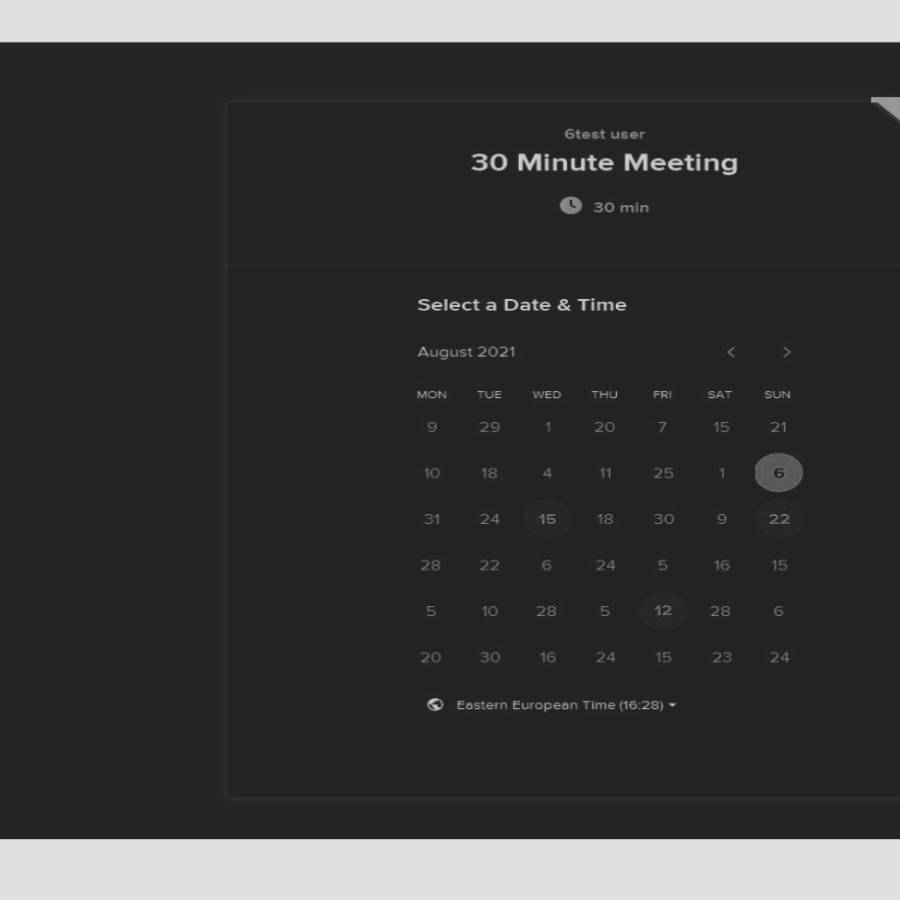 6test user
30 Minute Meeting
30 min
Select a Date & Time
August 2021 < >
MON TUE WED THU FRI SAT SUN
9 29 1 20 7 15 21
10 18 4 11 25 1 6
31 24 15 18 30 9 22
28 22 6 24 5 16 15
5 10 28 5 12 28 6
20 30 16 24 15 23 24
Eastern European Time (16:28)